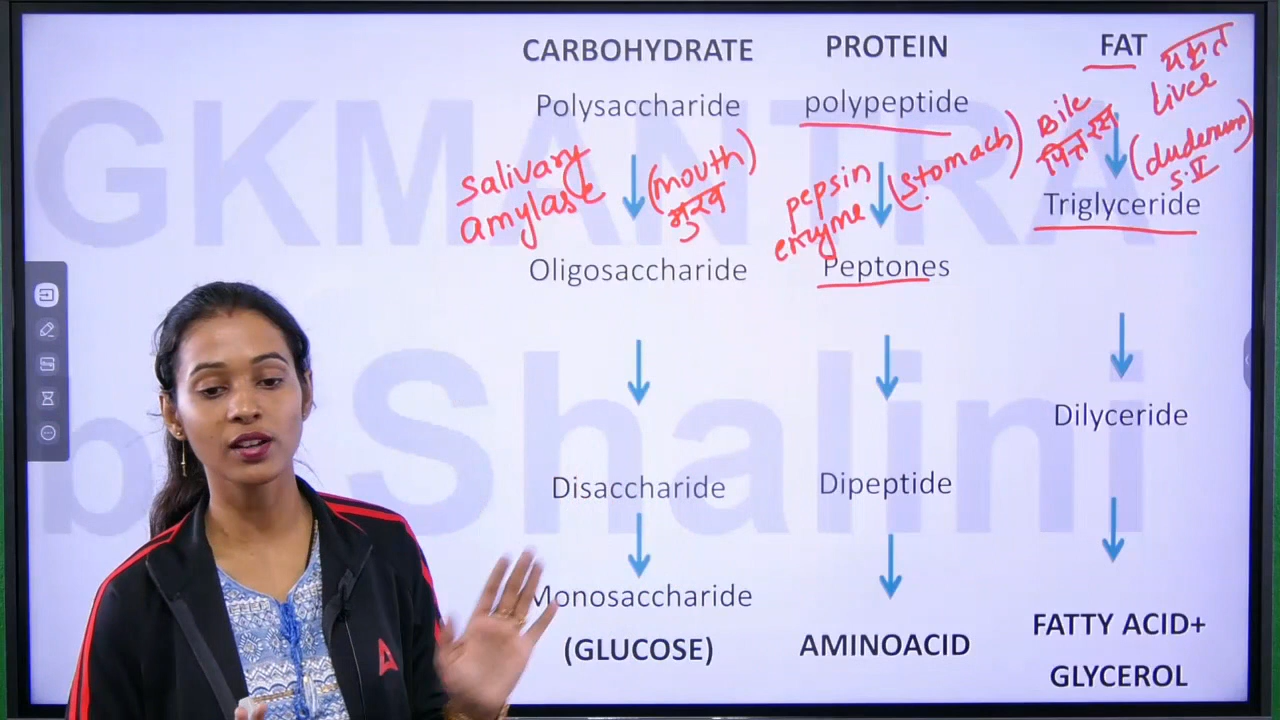 GKMANTRA
by Shalini
CARBOHYDRATE
Polysaccharide
salivary
amylase
(mouth)
मुख
Oligosaccharide
Disaccharide
Monosaccharide
(GLUCOSE)
PROTEIN
polypeptide
pepsin
enzyme
(stomach)
Peptones
Dipeptide
AMINOACID
FAT
यकृत
Liver
Bile
पित्त रस
(dudenum)
S.I
Triglyceride
Dilyceride
FATTY ACID+
GLYCEROL
A